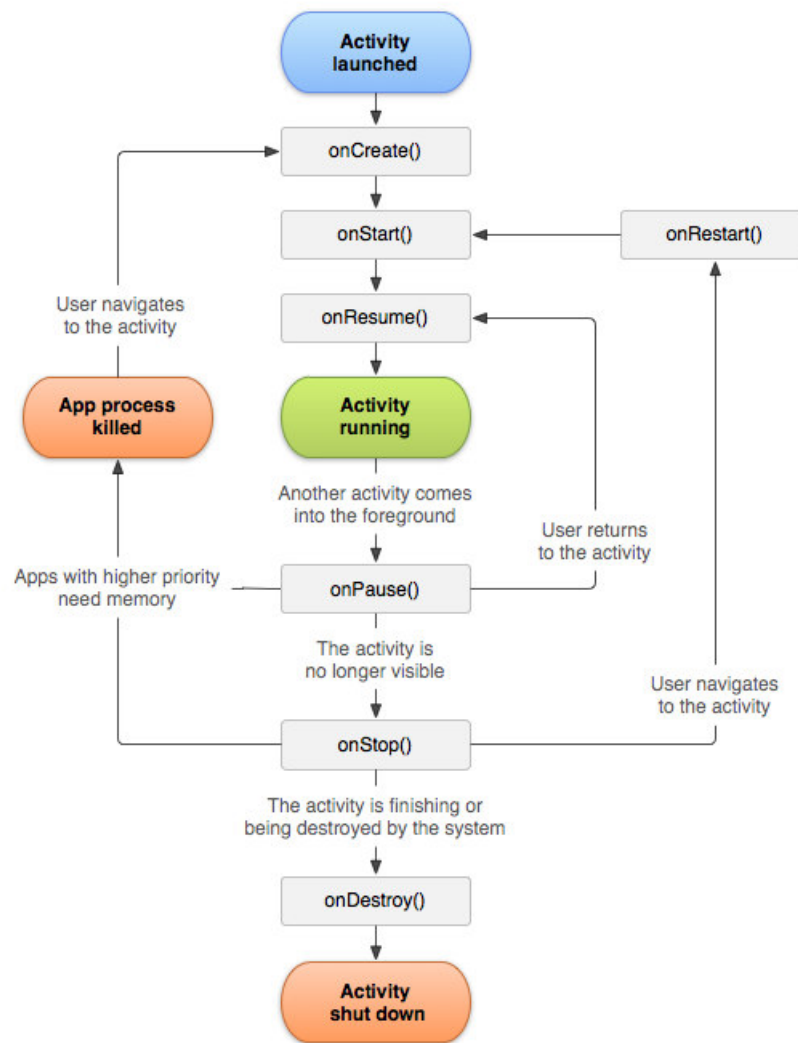 Activity
launched
onCreate()
onStart()
onRestart()
User navigates
to the activity
onResume()
App process
killed
Activity
running
Another activity comes
into the foreground
User returns
to the activity
Apps with higher priority
need memory
onPause()
The activity is
no longer visible
User navigates
to the activity
onStop()
The activity is finishing or
being destroyed by the system
onDestroy()
Activity
shut down